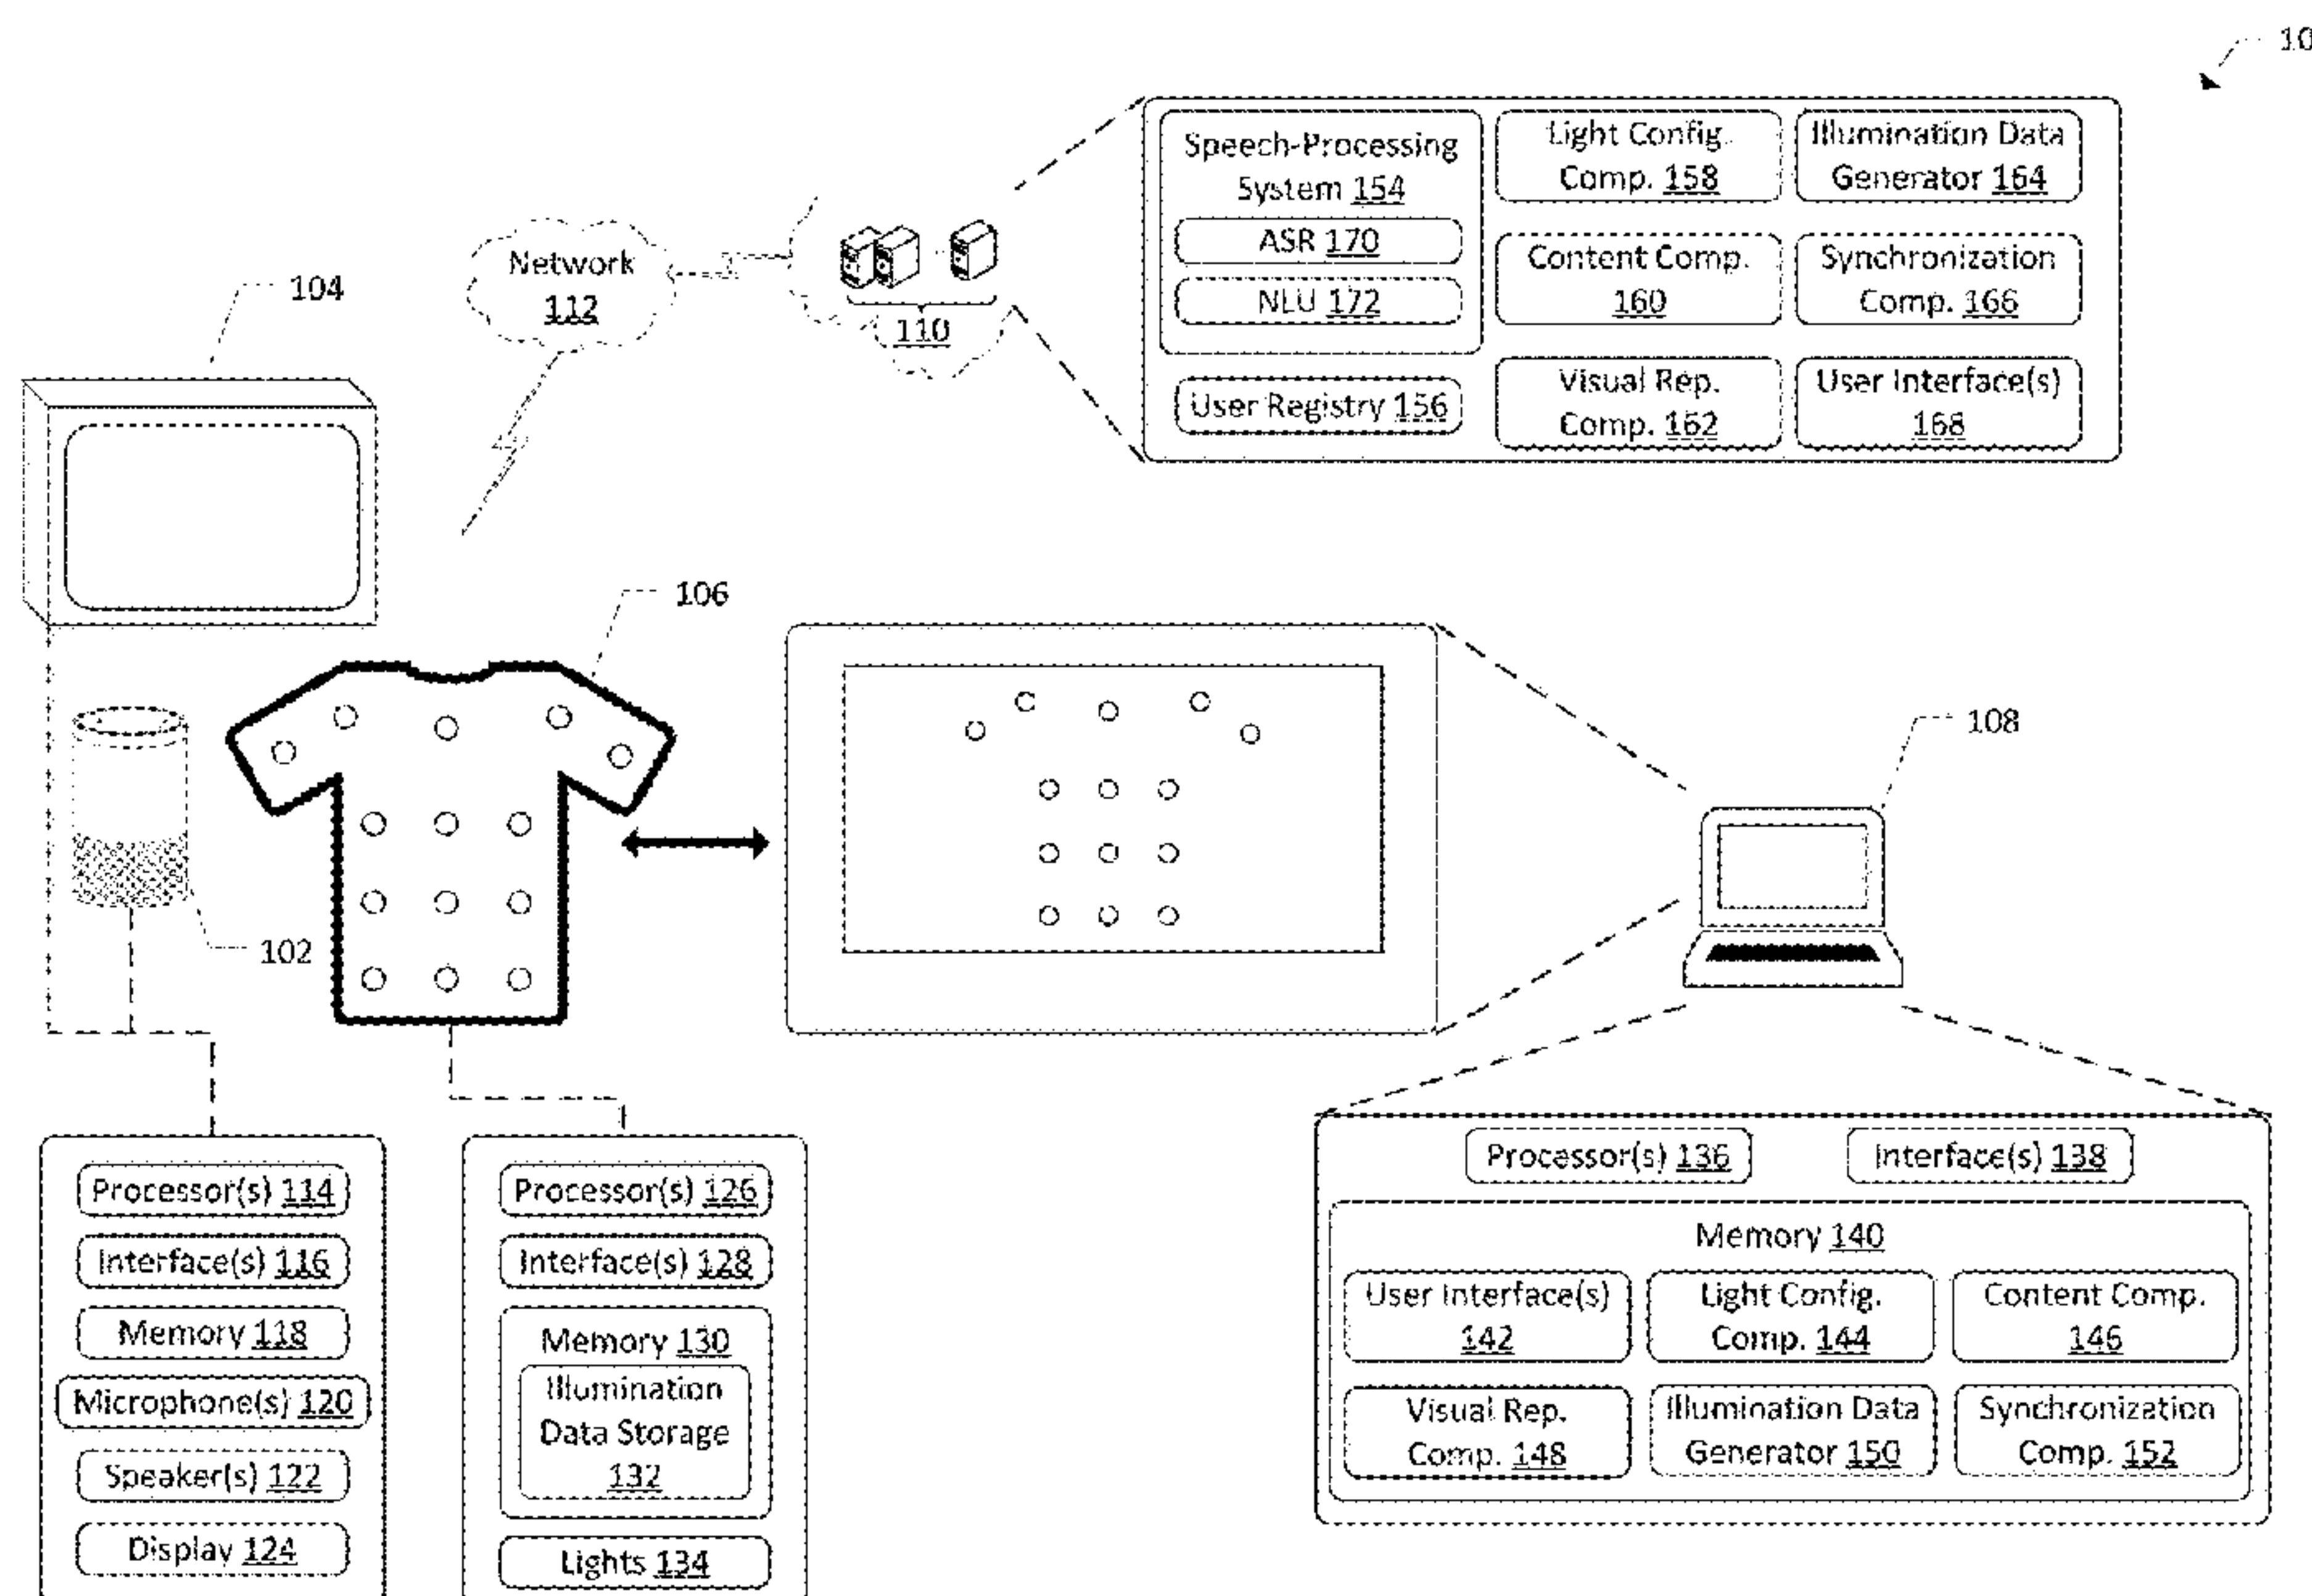 10
Speech-Processing
System 154
ASR 170
NLU 172
User Registry 156
Light Config.
Comp. 158
Illumination Data
Generator 164
Content Comp.
160
Synchronization
Comp. 166
Visual Rep.
Comp. 162
User Interface(s)
168
Network
112
110
104
106
108
102
Processor(s) 114
Interface(s) 116
Memory 118
Microphone(s) 120
Speaker(s) 122
Display 124
Processor(s) 126
Interface(s) 128
Memory 130
Illumination
Data Storage
132
Lights 134
Processor(s) 136
Interface(s) 138
Memory 140
User Interface(s)
142
Light Config.
Comp. 144
Content Comp.
146
Visual Rep.
Comp. 148
Illumination Data
Generator 150
Synchronization
Comp. 152